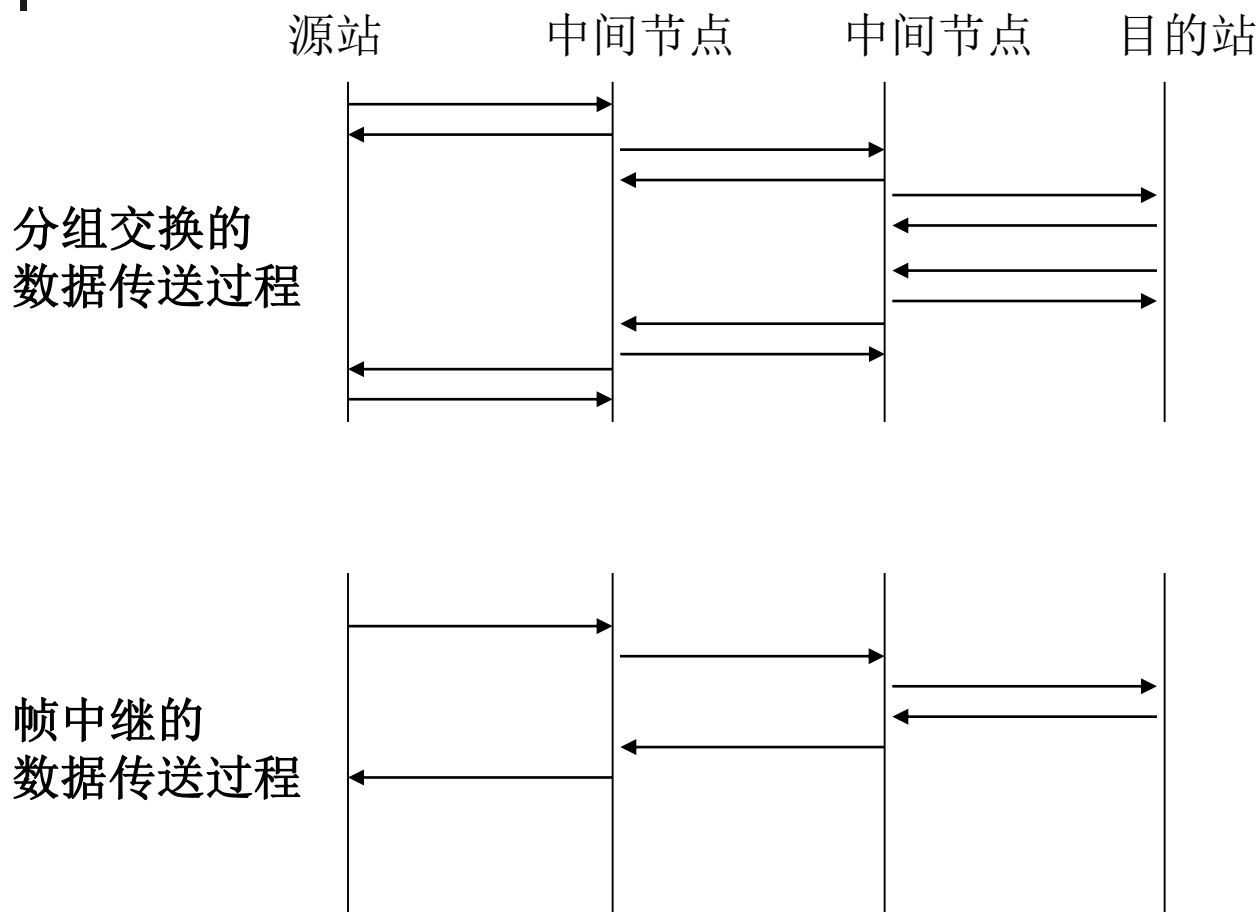 源站 中间节点 中间节点 目的站
分组交换的
数据传送过程
帧中继的
数据传送过程